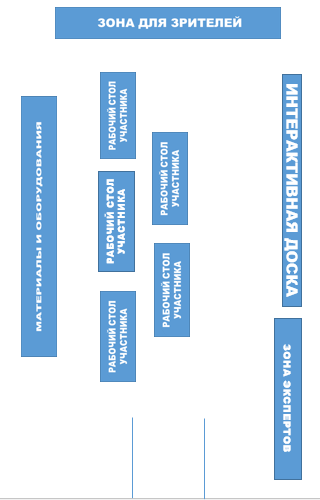 ЗОНА ДЛЯ ЗРИТЕЛЕЙ
МАТЕРИАЛЫ И ОБОРУДОВАНИЯ
РАБОЧИЙ СТОЛ
УЧАСТНИКА
РАБОЧИЙ СТОЛ
УЧАСТНИКА
РАБОЧИЙ СТОЛ
УЧАСТНИКА
РАБОЧИЙ СТОЛ
УЧАСТНИКА
РАБОЧИЙ СТОЛ
УЧАСТНИКА
ИНТЕРАКТИВНАЯ ДОСКА
ЗОНА ЭКСПЕРТОВ